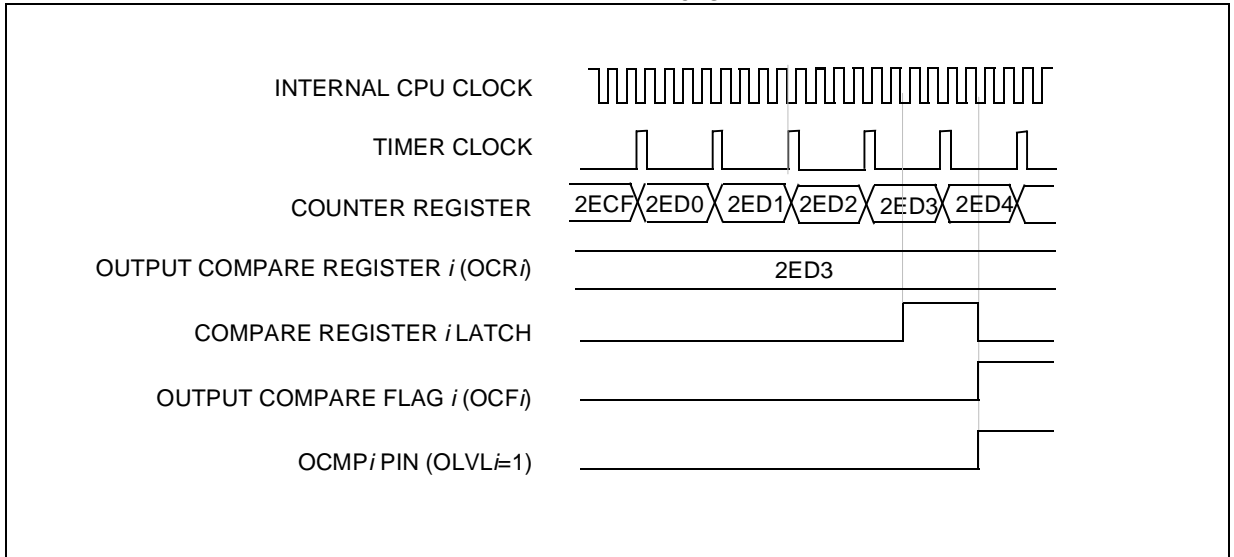 INTERNAL CPU CLOCK
TIMER CLOCK
COUNTER REGISTER 2ECF 2ED0 2ED1 2ED2 2ED3 2ED4
OUTPUT COMPARE REGISTER i (OCRi) 2ED3
COMPARE REGISTER i LATCH
OUTPUT COMPARE FLAG i (OCFi)
OCMPi PIN (OLVLi=1)